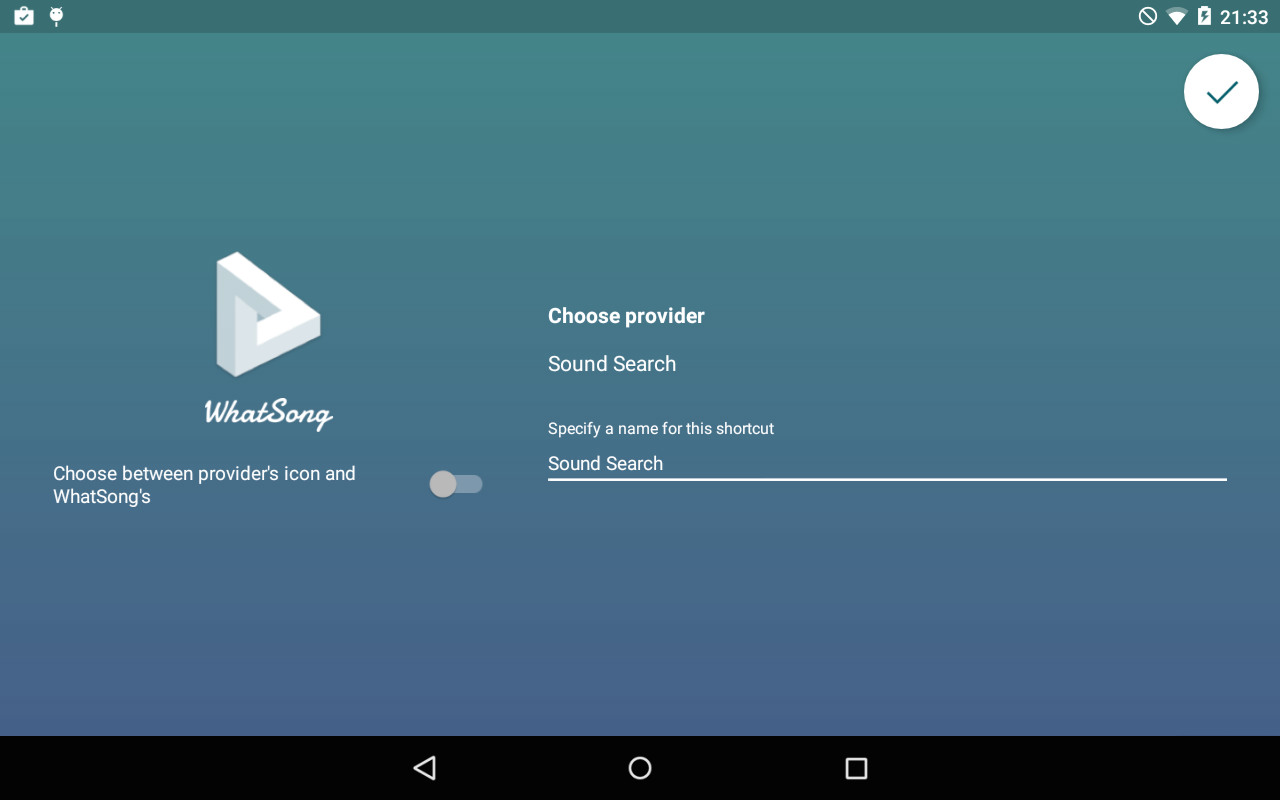 21:33
WhatSong
Choose between provider's icon and
WhatSong's
Choose provider
Sound Search
Specify a name for this shortcut
Sound Search